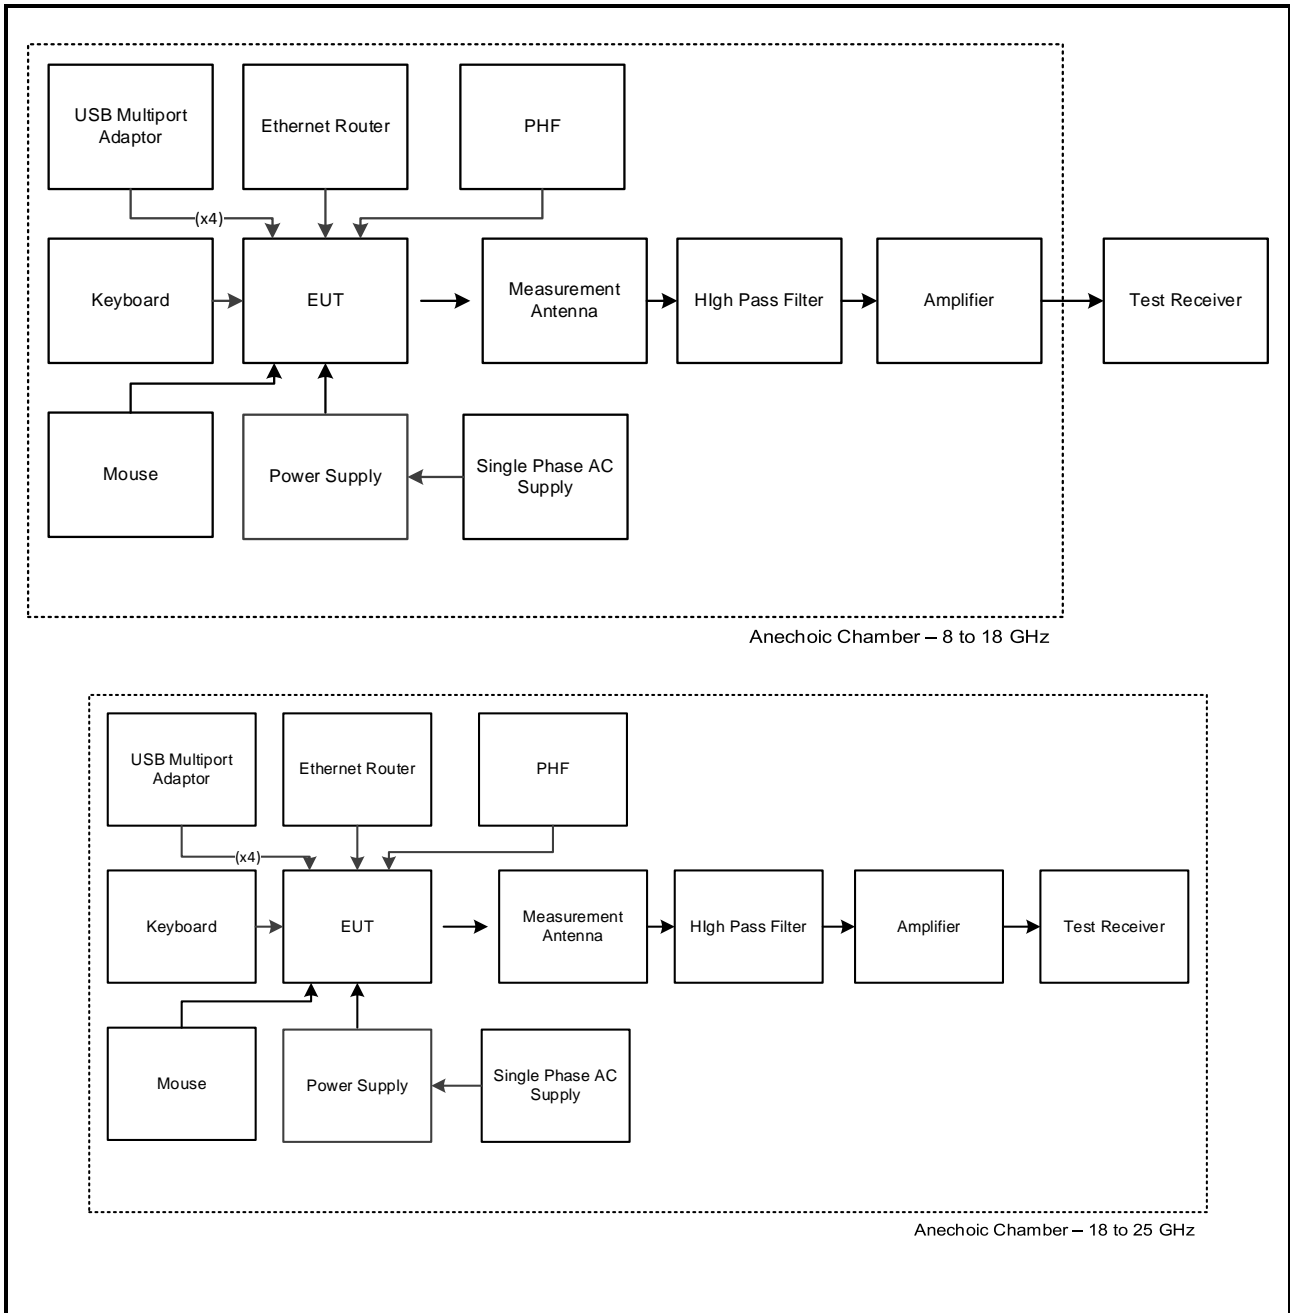 USB Multiport
Adaptor
Ethernet Router
PHF
(x4)
Keyboard
EUT
Measurement
Antenna
HIgh Pass Filter
Amplifier
Test Receiver
Mouse
Power Supply
Single Phase AC
Supply
Anechoic Chamber – 8 to 18 GHz
USB Multiport
Adaptor
Ethernet Router
PHF
(x4)
Keyboard
EUT
Measurement
Antenna
HIgh Pass Filter
Amplifier
Test Receiver
Mouse
Power Supply
Single Phase AC
Supply
Anechoic Chamber – 18 to 25 GHz